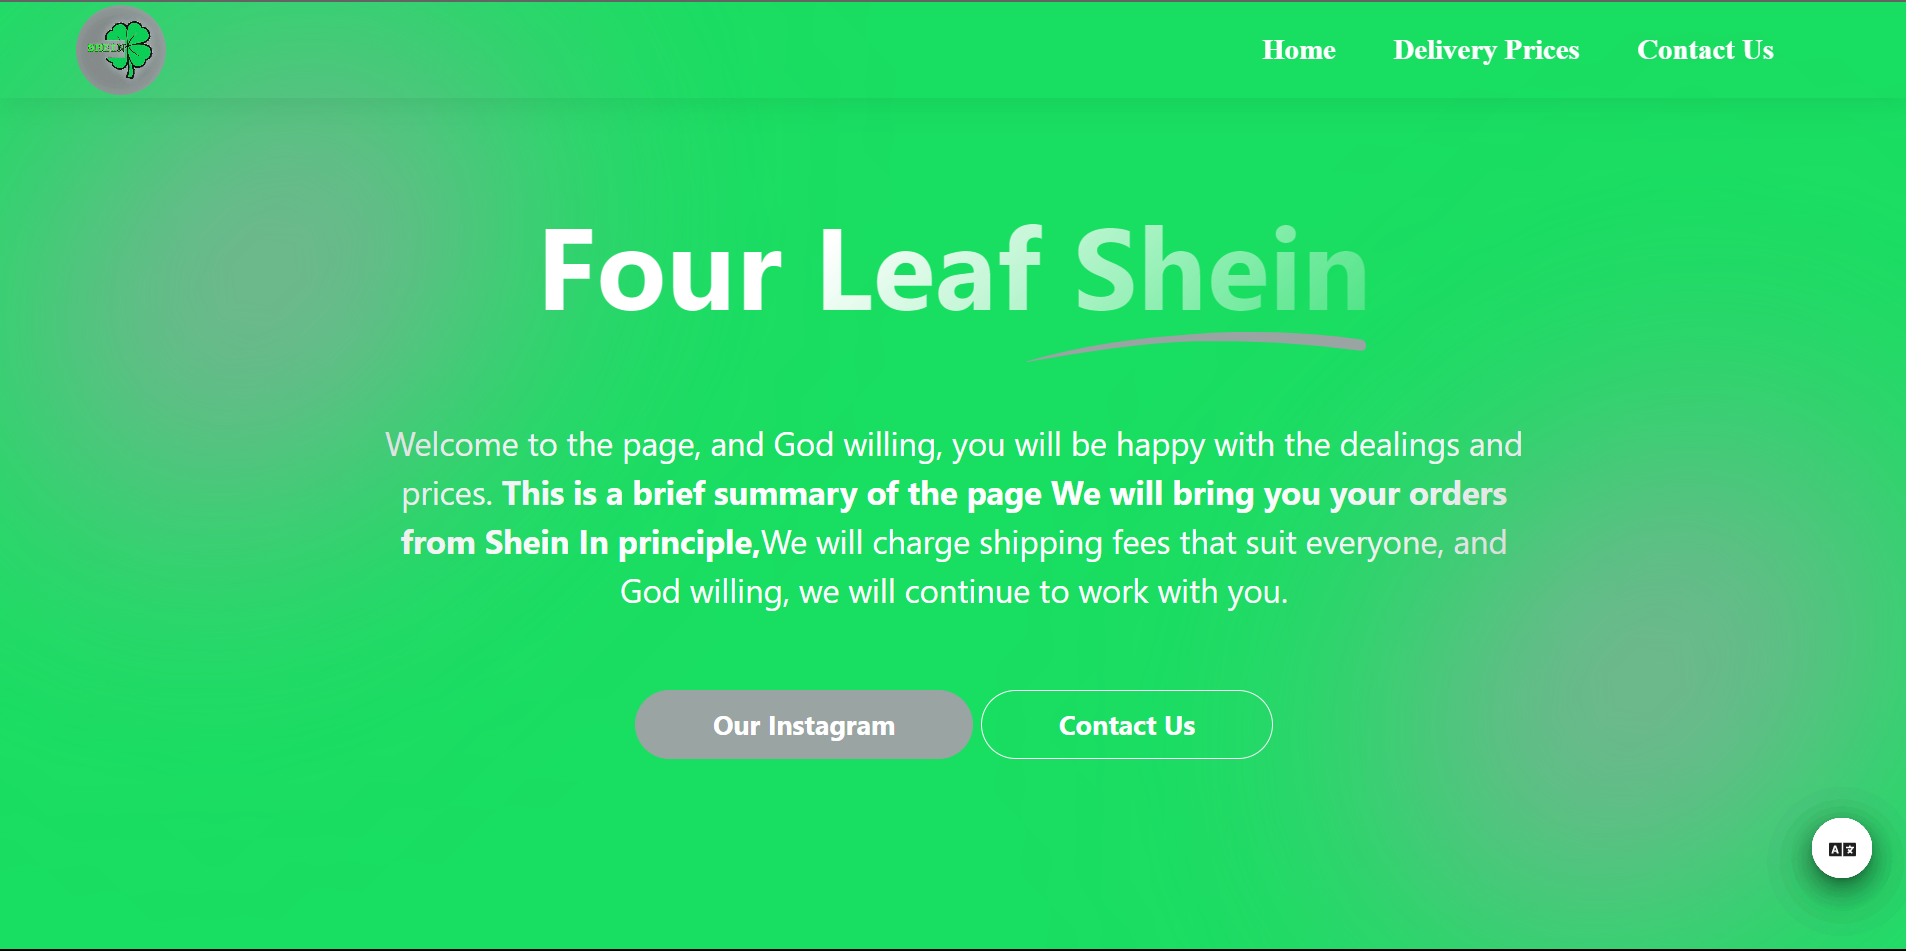 SHEIN
Home
Delivery Prices
Contact Us
Four Leaf Shein
Welcome to the page, and God willing, you will be happy with the dealings and
prices. This is a brief summary of the page We will bring you your orders
from Shein In principle,We will charge shipping fees that suit everyone, and
God willing, we will continue to work with you.
Our Instagram
Contact Us